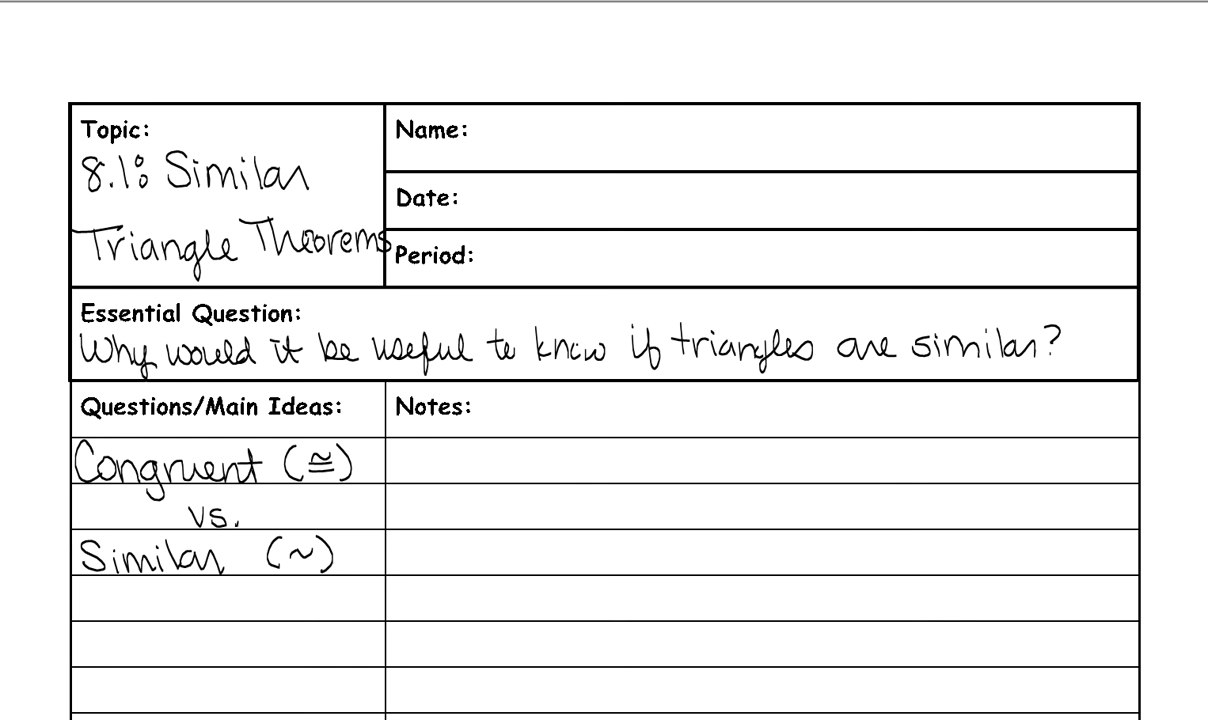 Topic:
8.1: Similar
Triangle Theorems
Name:
Date:
Period:
Essential Question:
Why would it be useful to know if triangles are similar?
Questions/Main Ideas:
Notes:
Congruent (≅)
vs.
Similar (~)